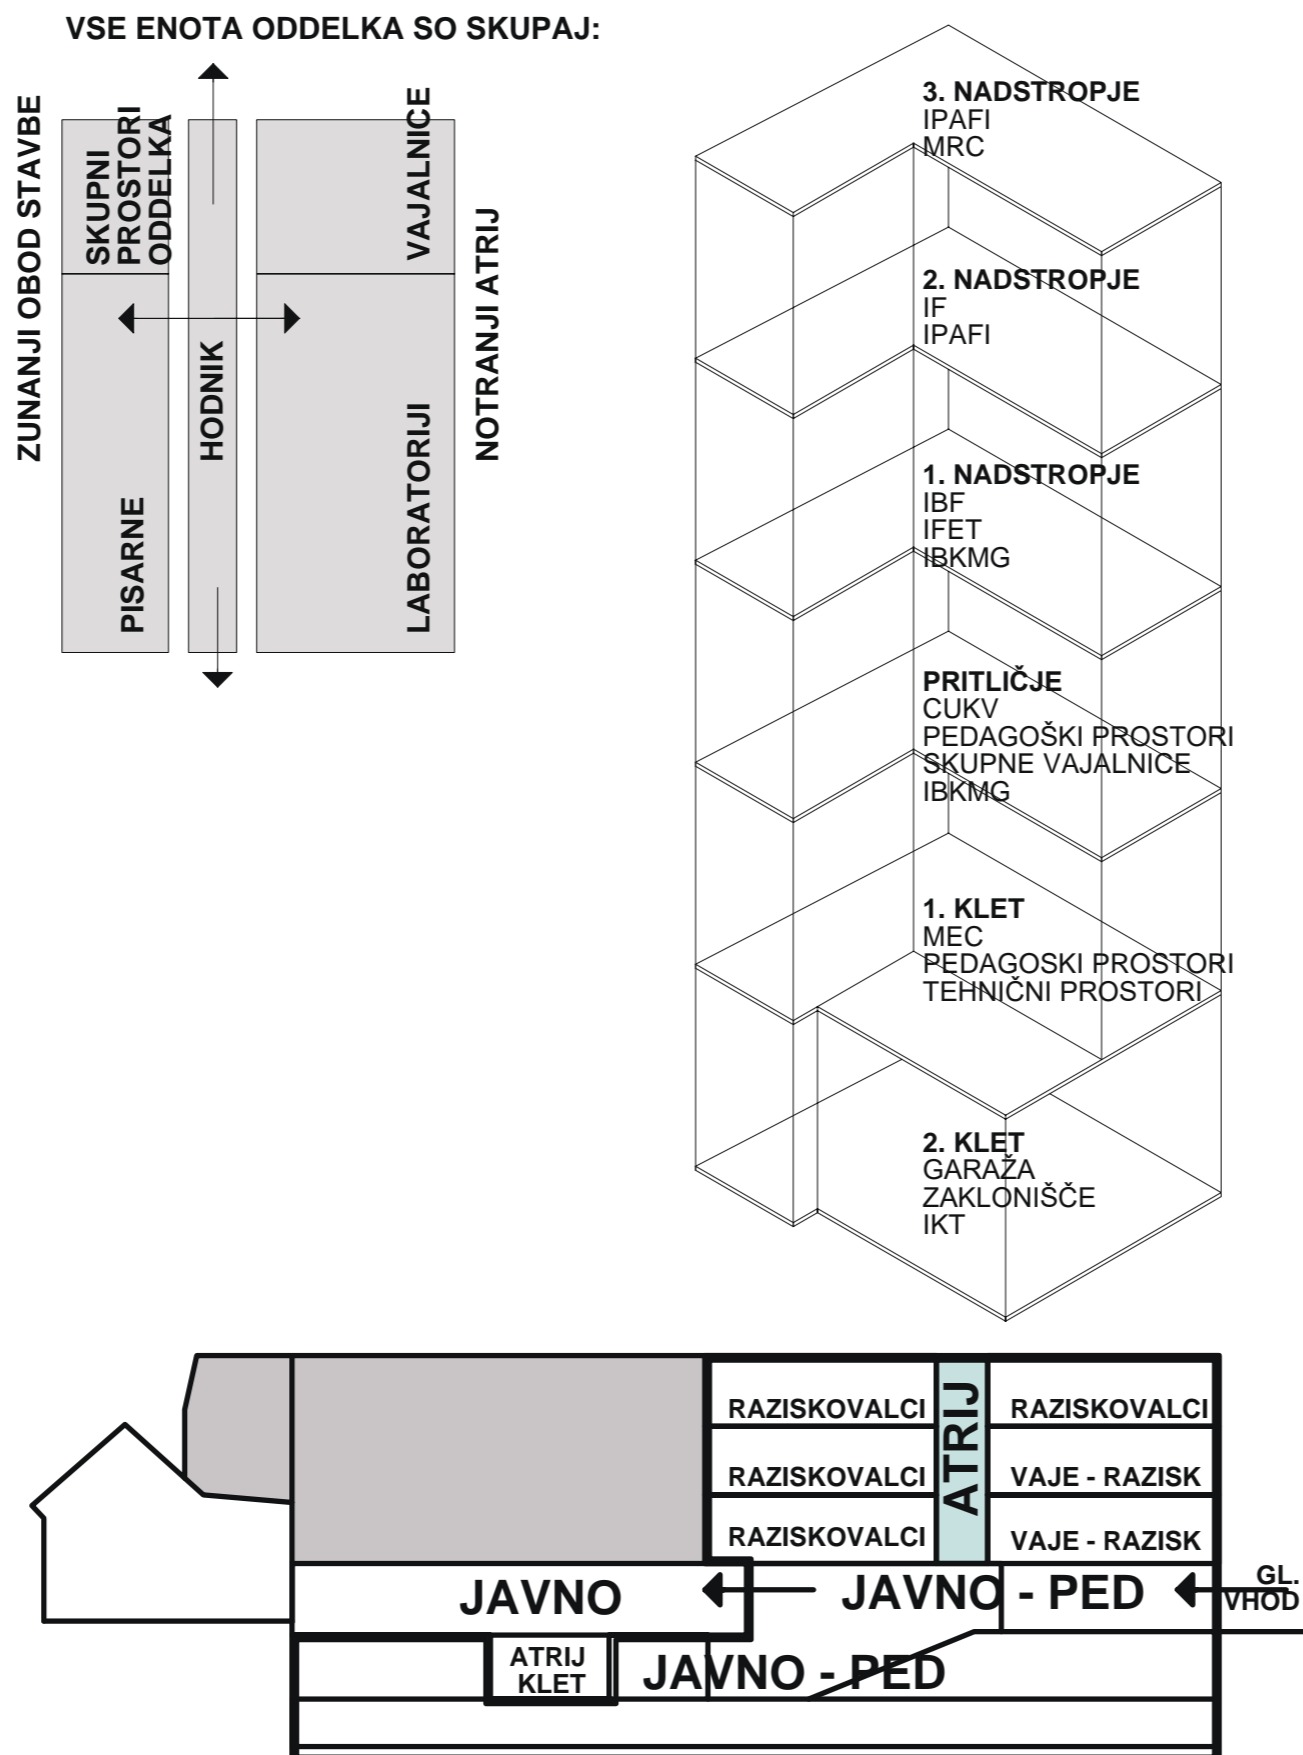 VSE ENOTA ODDELKA SO SKUPAJ:
ZUNANJI OBOD STAVBE
SKUPNI
PROSTORI
ODDELKA
PISARNE
HODNIK
VAJALNICE
LABORATORIJI
NOTRANJI ATRIJ
3. NADSTROPJE
IPAFI
MRC
2. NADSTROPJE
IF
IPAFI
1. NADSTROPJE
IBF
IFET
IBKMG
PRITLIČJE
CUKV
PEDAGOŠKI PROSTORI
SKUPNE VAJALNICE
IBKMG
1. KLET
MEC
PEDAGOSKI PROSTORI
TEHNIČNI PROSTORI
2. KLET
GARAŽA
ZAKLONIŠČE
IKT
RAZISKOVALCI
RAZISKOVALCI
RAZISKOVALCI
ATRIJ
RAZISKOVALCI
VAJE - RAZISK
VAJE - RAZISK
JAVNO
JAVNO - PED
GL.
VHOD
ATRIJ
KLET
JAVNO - PED